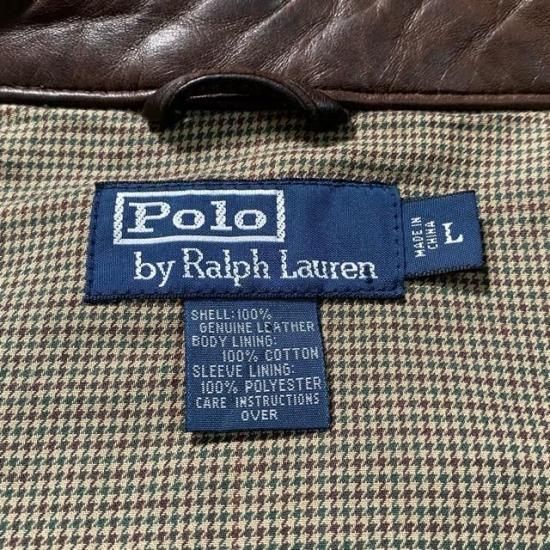 Polo
by Ralph Lauren
MADE IN
CHINA
L
SHELL:100%
GENUINE LEATHER
BODY LINING:
100% COTTON
SLEEVE LINING:
100% POLYESTER
CARE INSTRUCTIONS
OVER